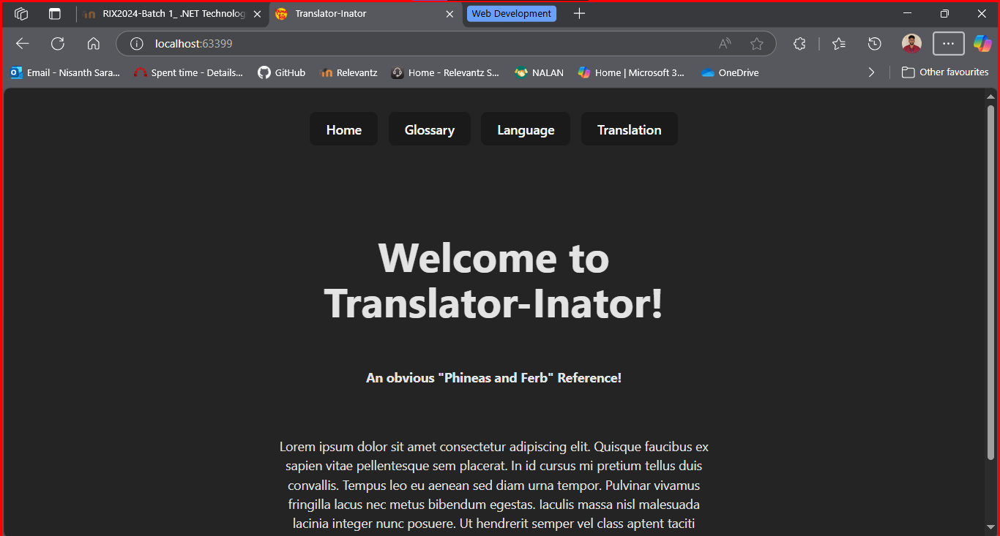 RIX2024-Batch 1_ .NET Technolog
Translator-Inator
Web Development
localhost:63399
Email - Nisanth Sara...
Spent time - Details...
GitHub
Relevantz
Home - Relevantz S...
NALAN
Home | Microsoft 3...
OneDrive
Other favourites
Home
Glossary
Language
Translation
Welcome to
Translator-Inator!
An obvious "Phineas and Ferb" Reference!
Lorem ipsum dolor sit amet consectetur adipiscing elit. Quisque faucibus ex
sapien vitae pellentesque sem placerat. In id cursus mi pretium tellus duis
convallis. Tempus leo eu aenean sed diam urna tempor. Pulvinar vivamus
fringilla lacus nec metus bibendum egestas. Iaculis massa nisl malesuada
lacinia integer nunc posuere. Ut hendrerit semper vel class aptent taciti